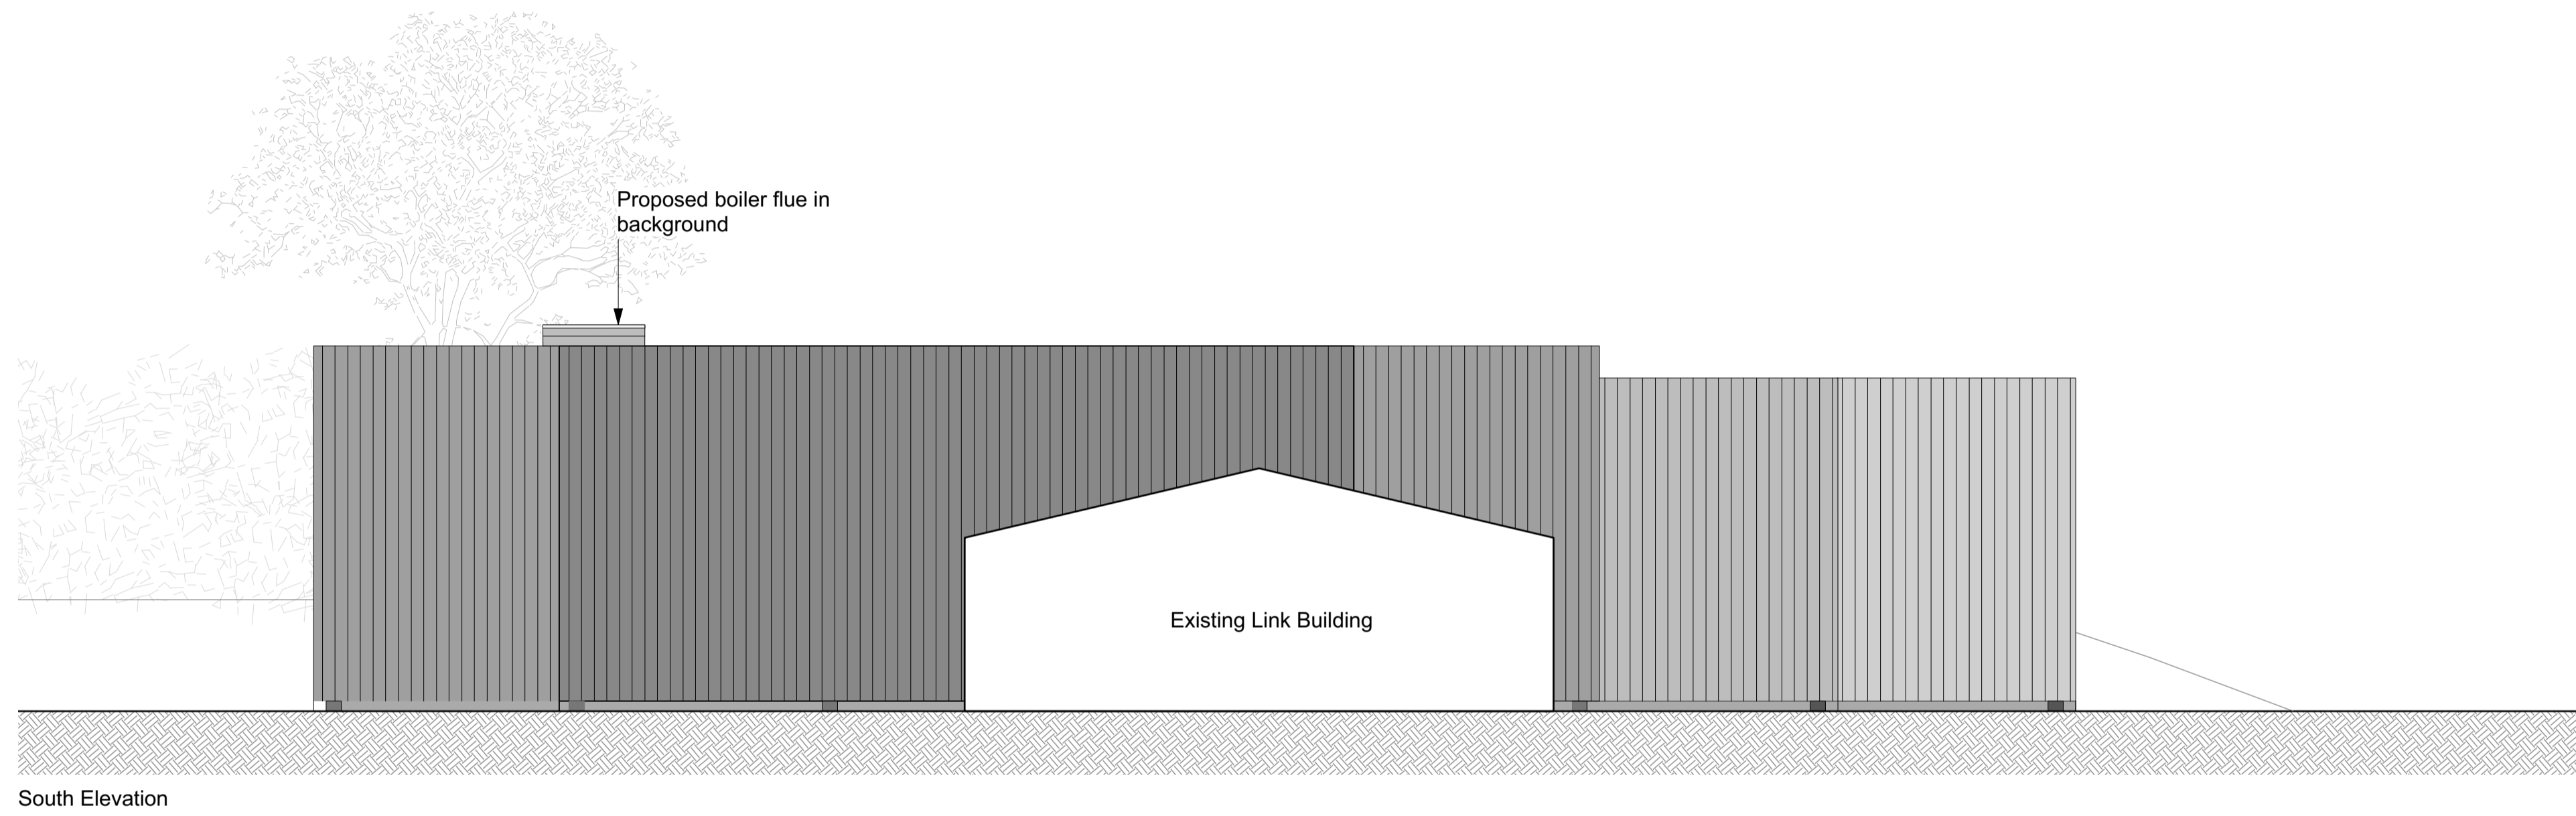 Proposed boiler flue in
background
Existing Link Building
South Elevation